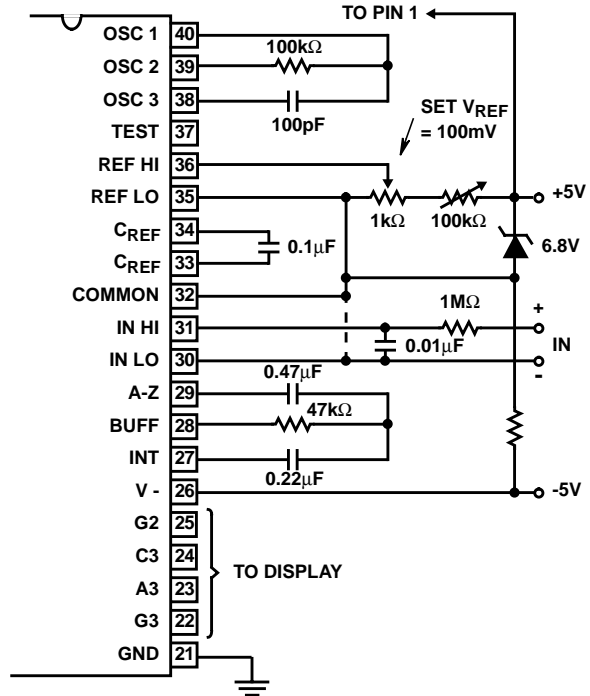 TO PIN 1
OSC 1 40
100kΩ
OSC 2 39
OSC 3 38
100pF
TEST 37
SET VREF
= 100mV
REF HI 36
REF LO 35
+5V
1kΩ 100kΩ
CREF 34
0.1μF
6.8V
CREF 33
COMMON 32
1MΩ
+
IN HI 31
0.01μF
IN
IN LO 30
-
0.47μF
A-Z 29
47kΩ
BUFF 28
INT 27
0.22μF
V - 26
-5V
G2 25
C3 24
TO DISPLAY
A3 23
G3 22
GND 21